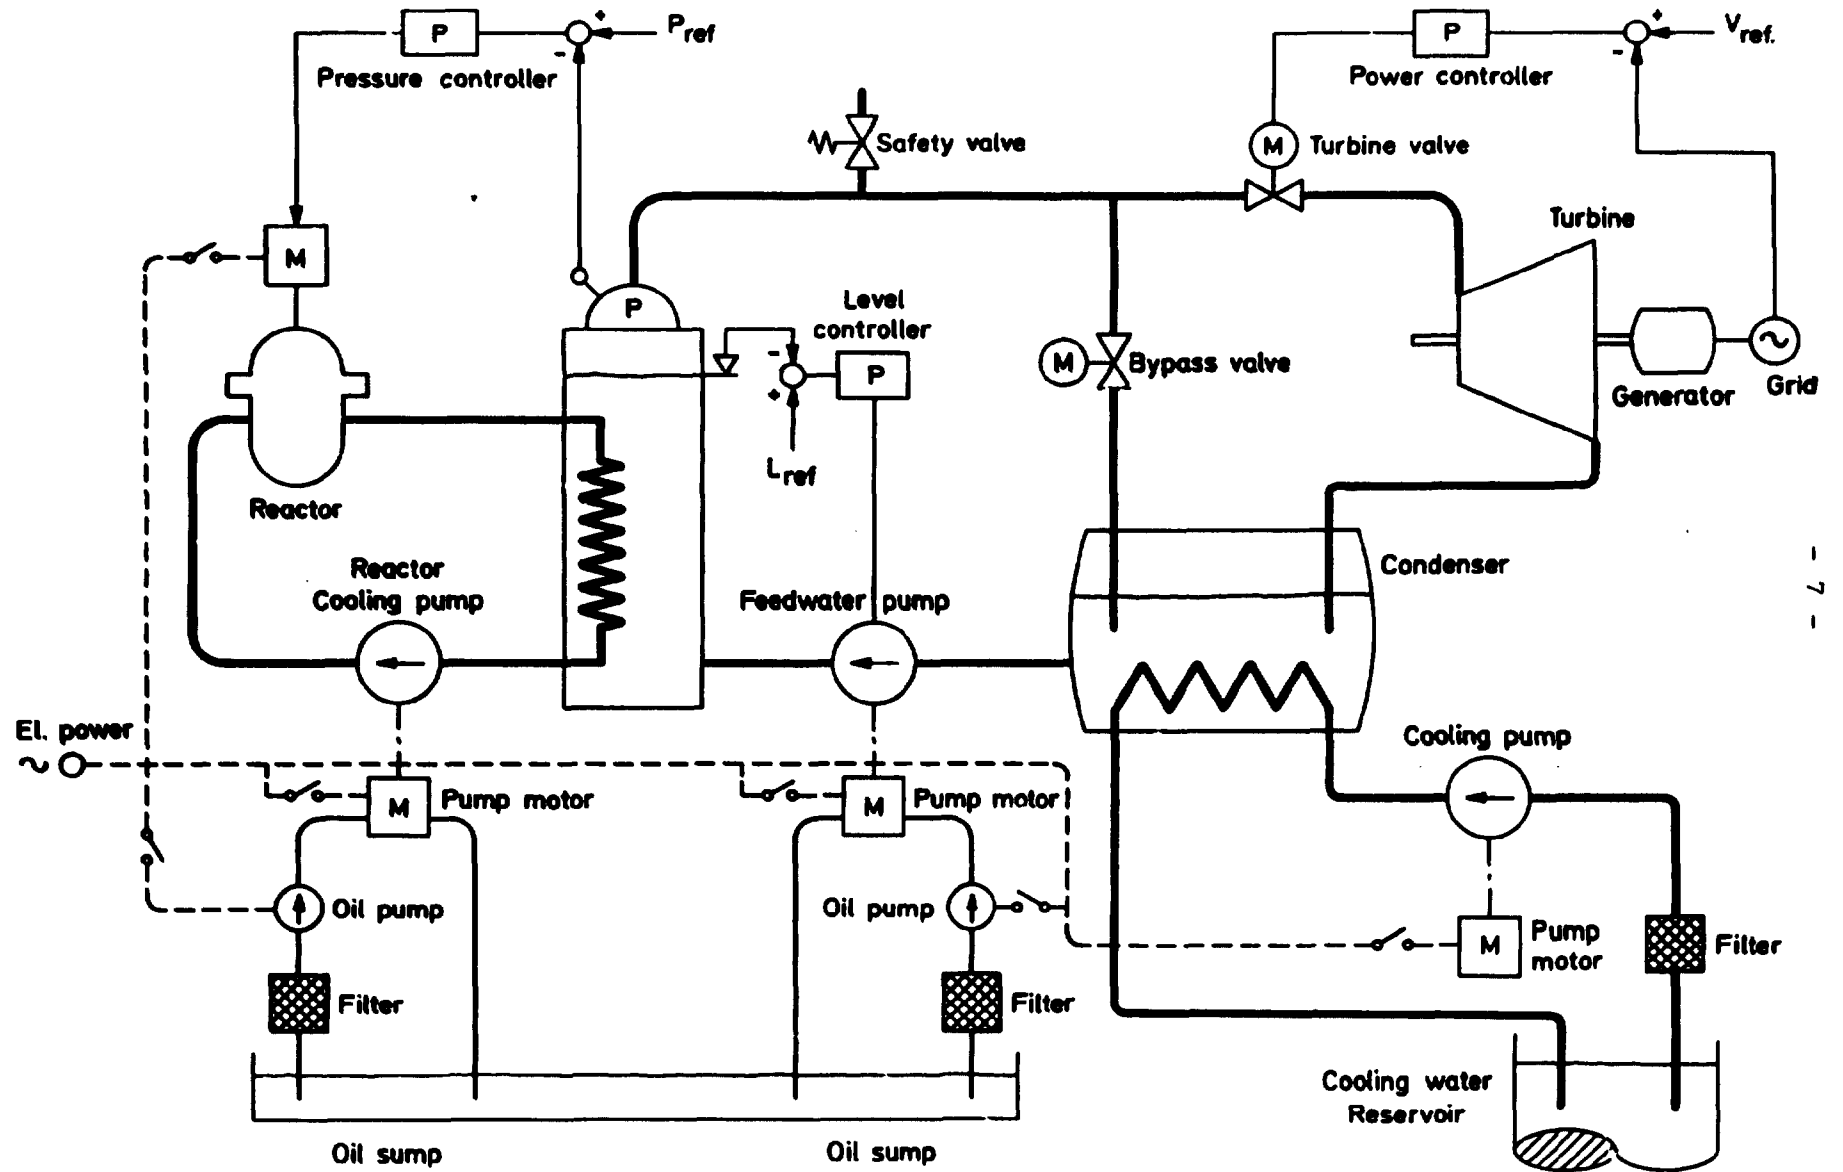 P
+
P_ref
-
Pressure controller
P
+
V_ref.
-
Power controller
Safety valve
M
Turbine valve
Turbine
M
P
Level
controller
-
P
+
L_ref
M
Bypass valve
Generator
~
Grid
Reactor
Reactor
Cooling pump
Feedwater pump
Condenser
- 7 -
El. power
~
M
Pump motor
M
Pump motor
Cooling pump
Oil pump
Oil pump
M
Pump
motor
Filter
Filter
Filter
Cooling water
Reservoir
Oil sump
Oil sump